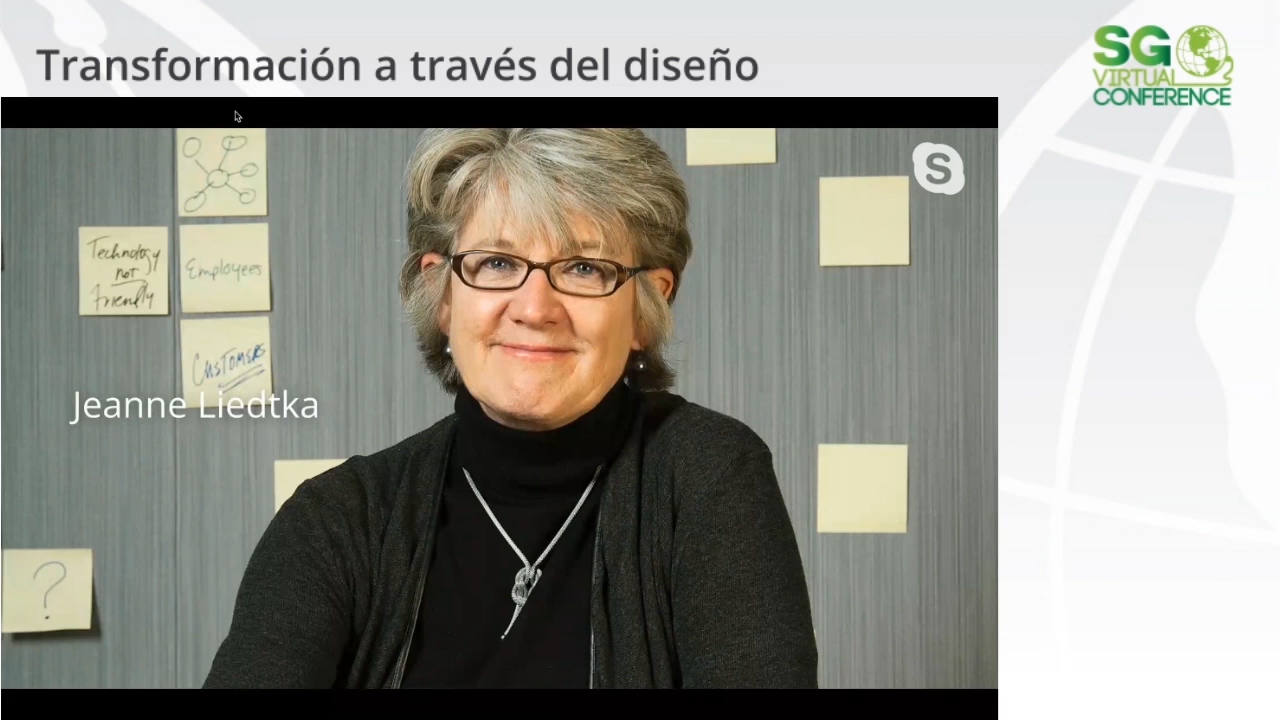 Transformación a través del diseño
SG
VIRTUAL
CONFERENCE
S
Technology
not
friendly
Employees
Customers
Jeanne Liedtka
?